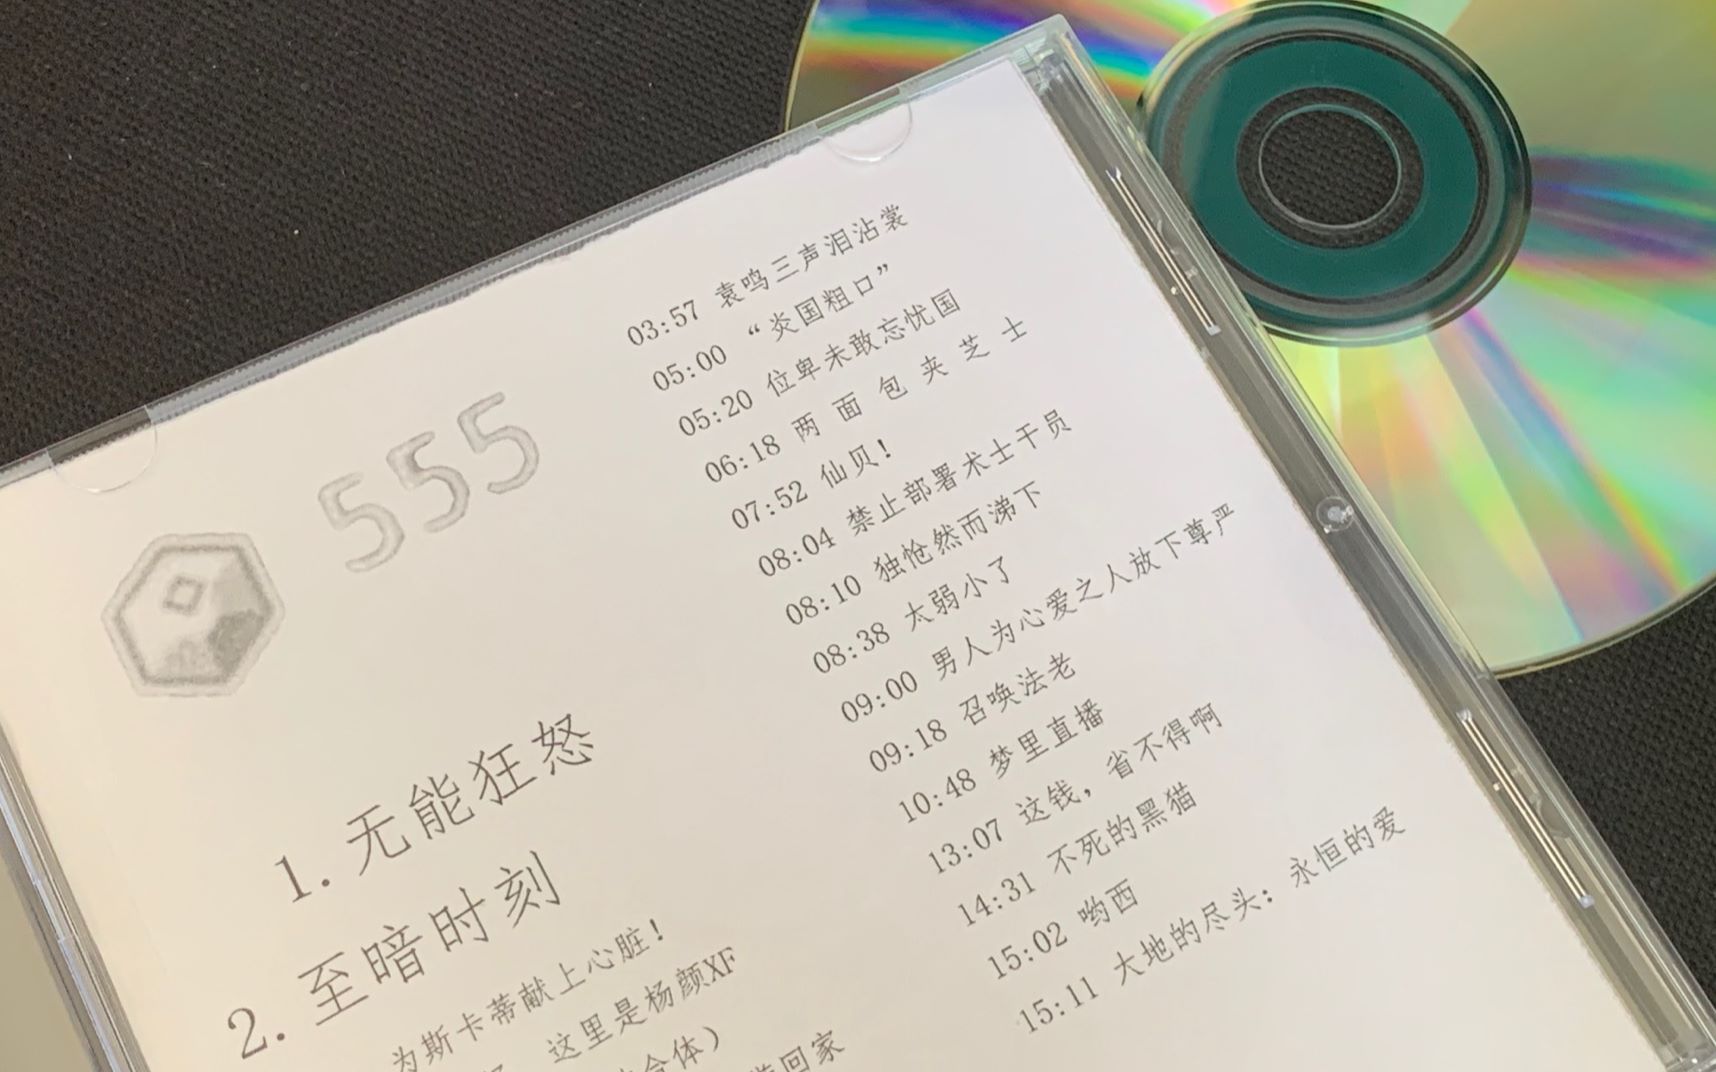 555
1. 无能狂怒
2. 至暗时刻
为斯卡蒂献上心脏!
这里是杨颜XF
合体）
回家
03:57 袁鸣三声泪沾裳
05:00 “炎国粗口”
05:20 位卑未敢忘忧国
06:18 两 面 包 夹 芝 士
07:52 仙贝!
08:04 禁止部署术士干员
08:10 独怆然而涕下
08:38 太弱小了
09:00 男人为心爱之人放下尊严
09:18 召唤法老
10:48 梦里直播
13:07 这钱，省不得啊
14:31 不死的黑猫
15:02 哟西
15:11 大地的尽头：永恒的爱